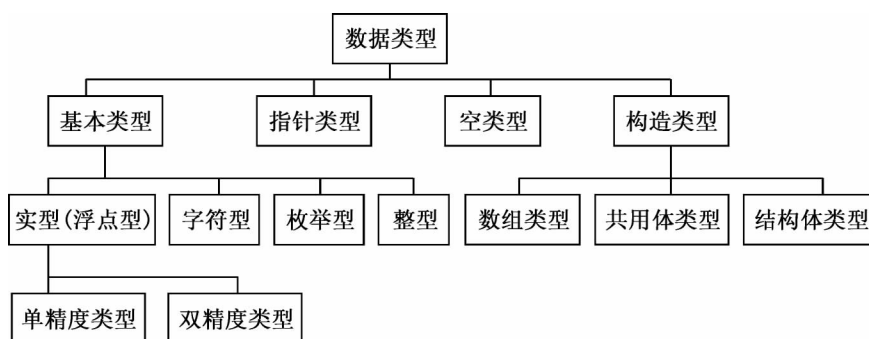 数据类型
基本类型 指针类型 空类型 构造类型
实型(浮点型) 字符型 枚举型 整型 数组类型 共用体类型 结构体类型
单精度类型 双精度类型